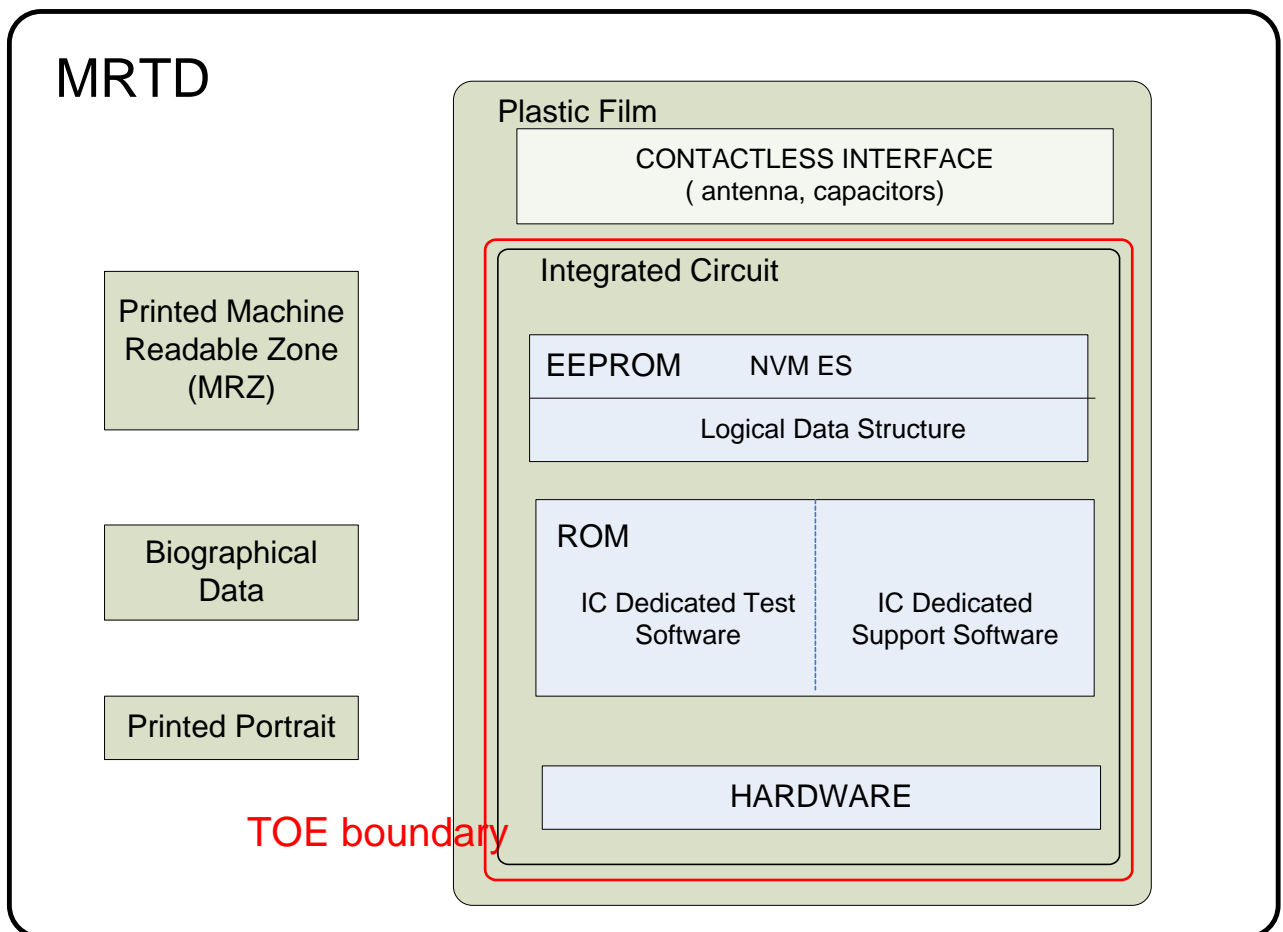 MRTD
Plastic Film
CONTACTLESS INTERFACE
( antenna, capacitors)
Integrated Circuit
Printed Machine
Readable Zone
(MRZ)
EEPROM NVM ES
Logical Data Structure
ROM
IC Dedicated Test
Software
IC Dedicated
Support Software
Biographical
Data
Printed Portrait
HARDWARE
TOE boundary